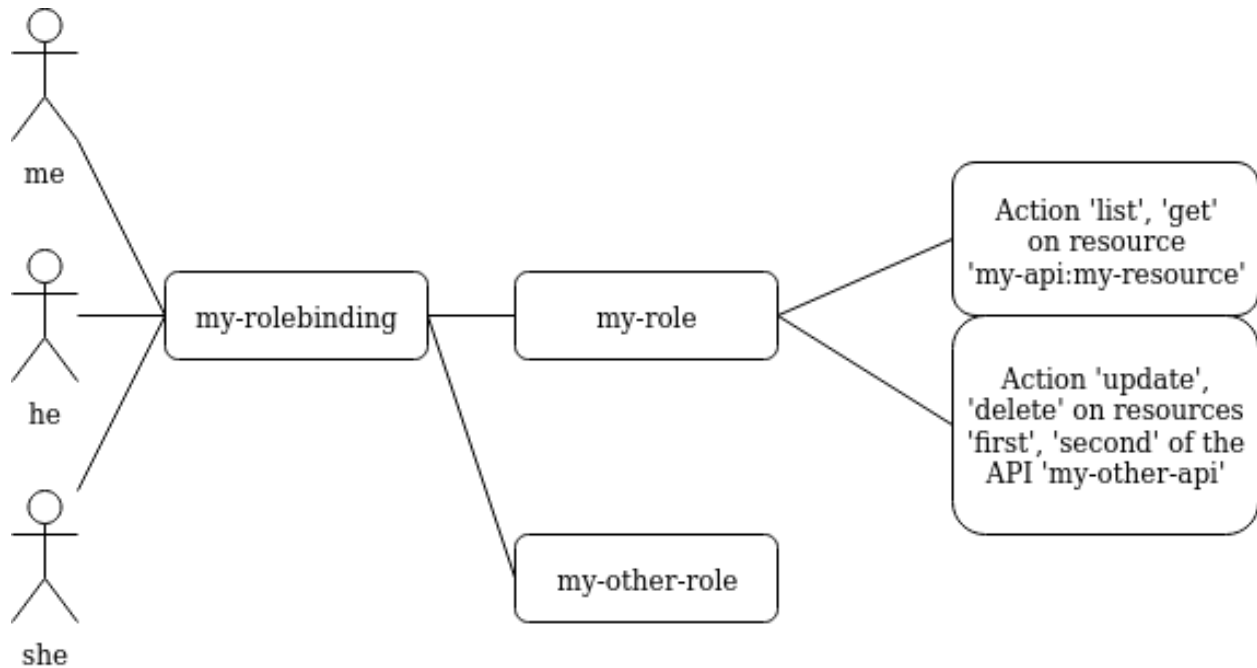 me
he
she
my-rolebinding
my-role
my-other-role
Action 'list', 'get'
on resource
'my-api:my-resource'
Action 'update',
'delete' on resources
'first', 'second' of the
API 'my-other-api'